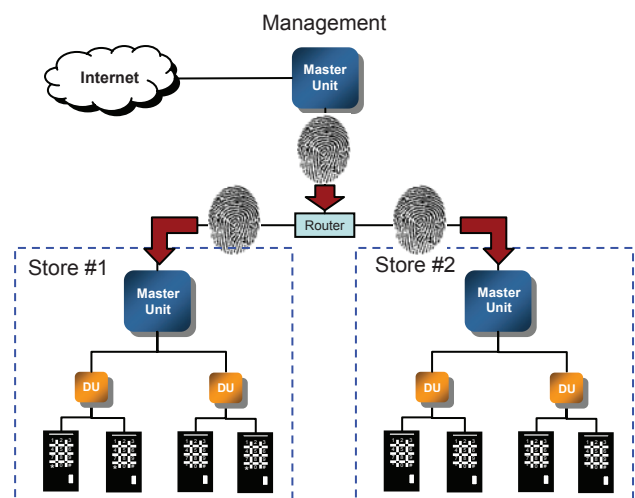 Management
Internet
Master
Unit
Router
Store #1
Store #2
Master
Unit
Master
Unit
DU
DU
DU
DU